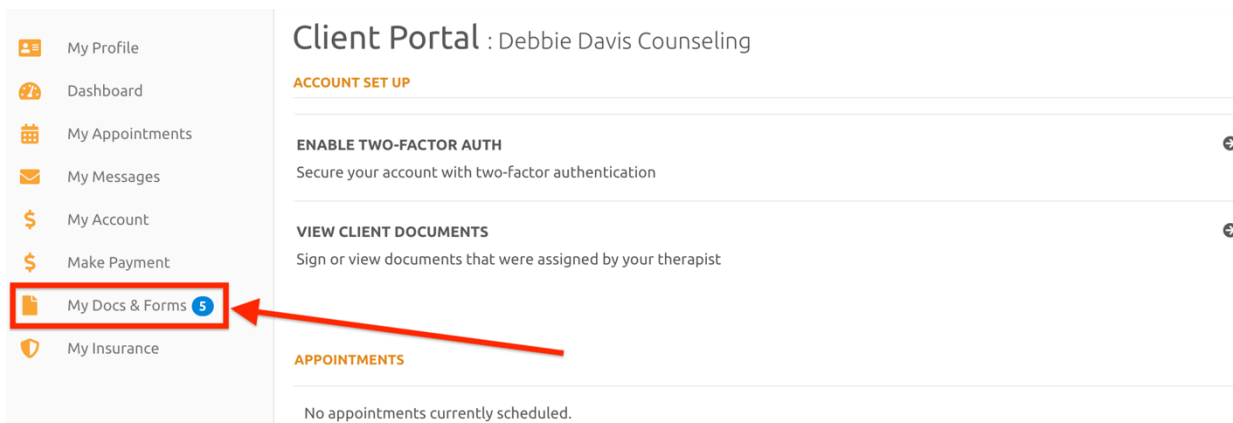 My Profile
Dashboard
My Appointments
My Messages
My Account
Make Payment
My Docs & Forms 5
My Insurance
Client Portal : Debbie Davis Counseling
ACCOUNT SET UP
ENABLE TWO-FACTOR AUTH
Secure your account with two-factor authentication
VIEW CLIENT DOCUMENTS
Sign or view documents that were assigned by your therapist
APPOINTMENTS
No appointments currently scheduled.